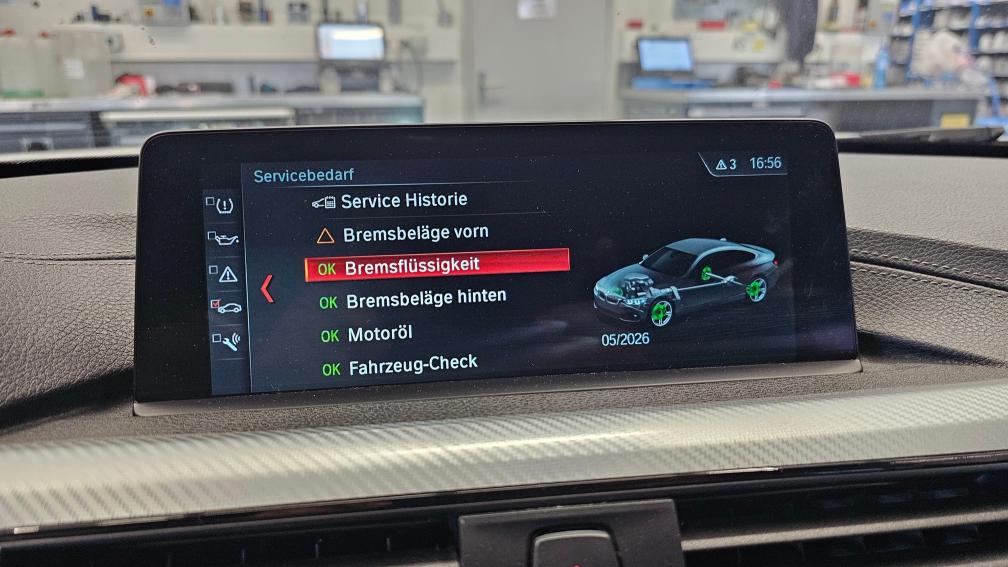 Servicebedarf
3 16:56
Service Historie
Bremsbeläge vorn
OK Bremsflüssigkeit
OK Bremsbeläge hinten
OK Motoröl
OK Fahrzeug-Check
05/2026